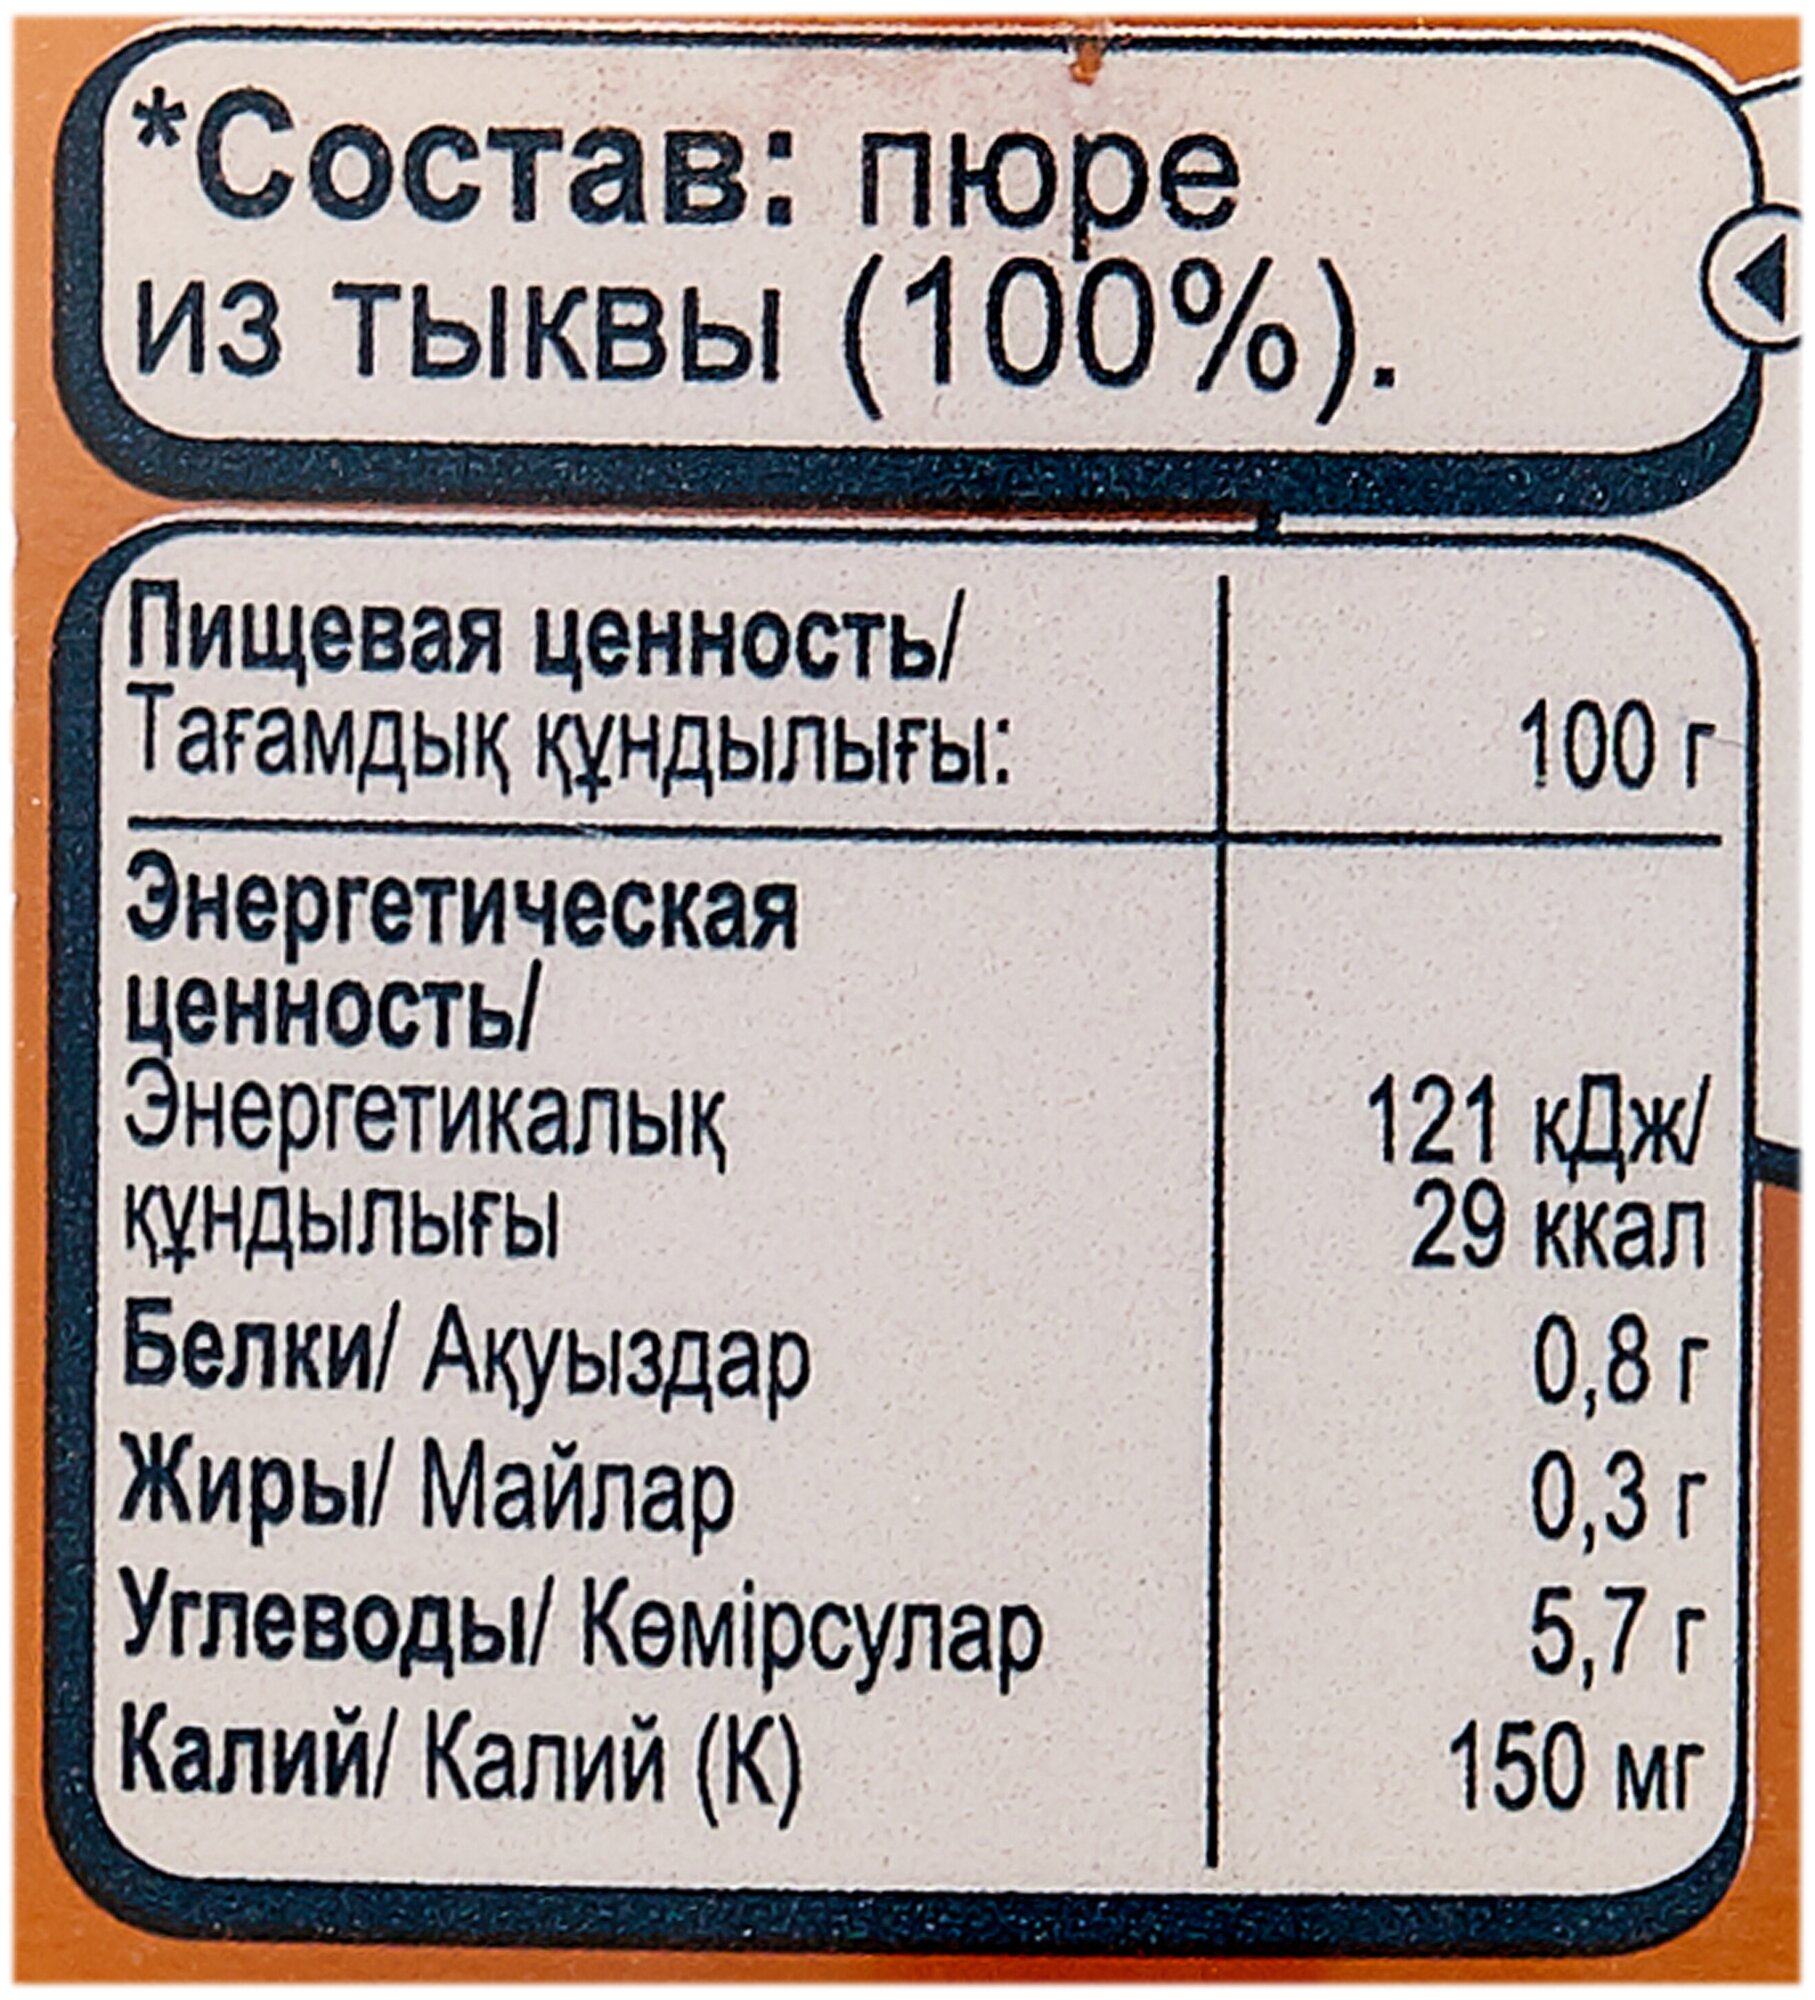 *Состав: пюре
из тыквы (100%).
Пищевая ценность/
Тағамдық құндылығы:
100 г
Энергетическая
ценность/
Энергетикалық
құндылығы
121 кДж/
29 ккал
Белки/ Ақуыздар 0,8 г
Жиры/ Майлар 0,3 г
Углеводы/ Көмірсулар 5,7 г
Калий/ Калий (К) 150 мг